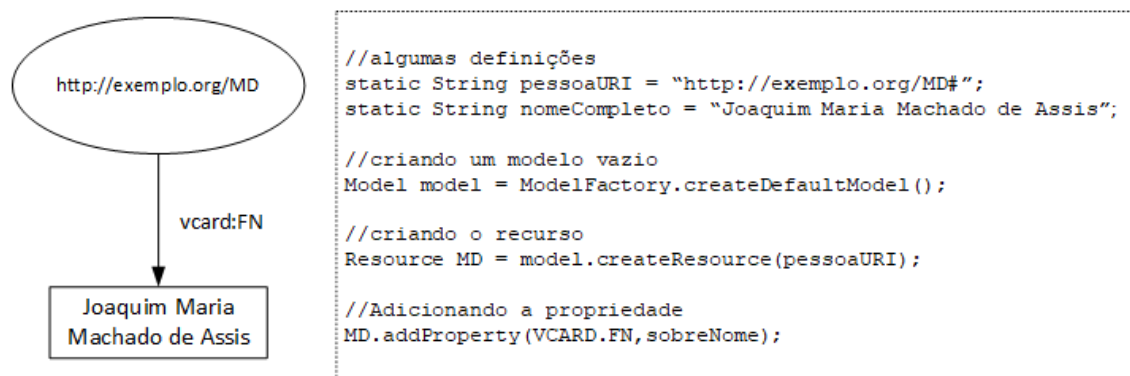 http://exemplo.org/MD
vcard:FN
Joaquim Maria
Machado de Assis
//algumas definições
static String pessoaURI = “http://exemplo.org/MD#”;
static String nomeCompleto = “Joaquim Maria Machado de Assis”;
//criando um modelo vazio
Model model = ModelFactory.createDefaultModel();
//criando o recurso
Resource MD = model.createResource(pessoaURI);
//Adicionando a propriedade
MD.addProperty(VCARD.FN,sobreNome);